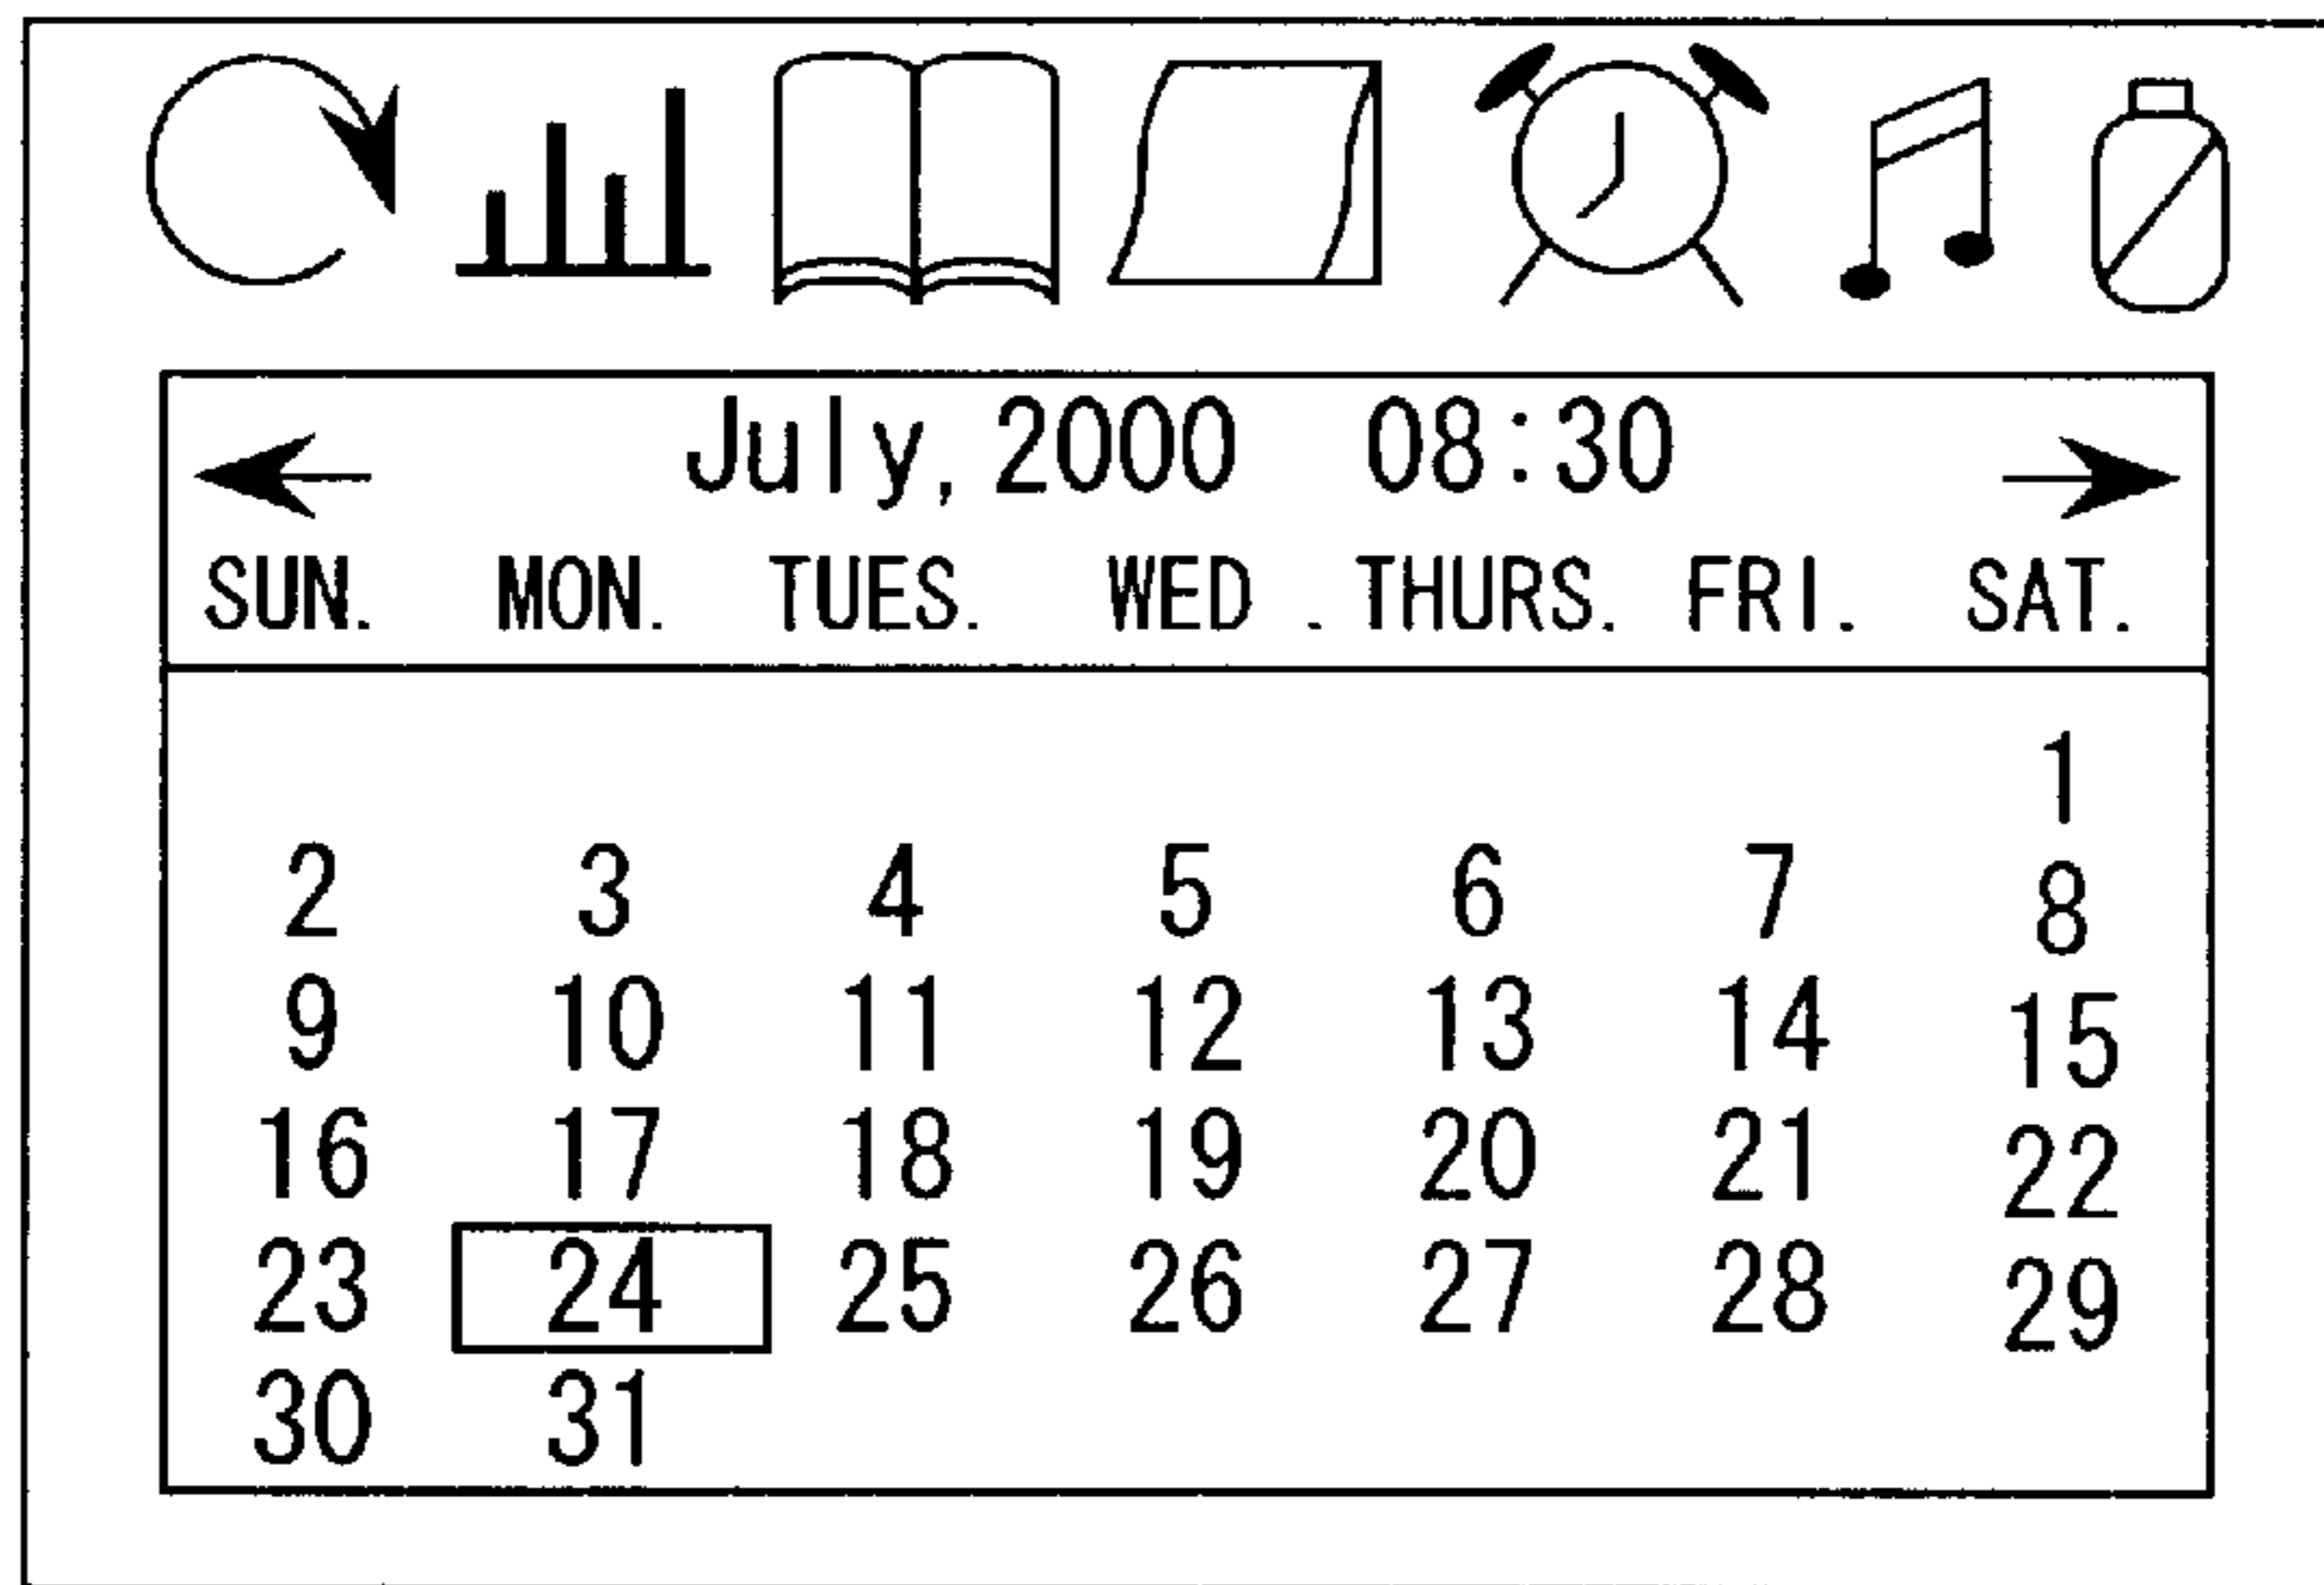 July, 2000 08:30
SUN. MON. TUES. WED . THURS. FRI. SAT.
1
2 3 4 5 6 7 8
9 10 11 12 13 14 15
16 17 18 19 20 21 22
23 24 25 26 27 28 29
30 31